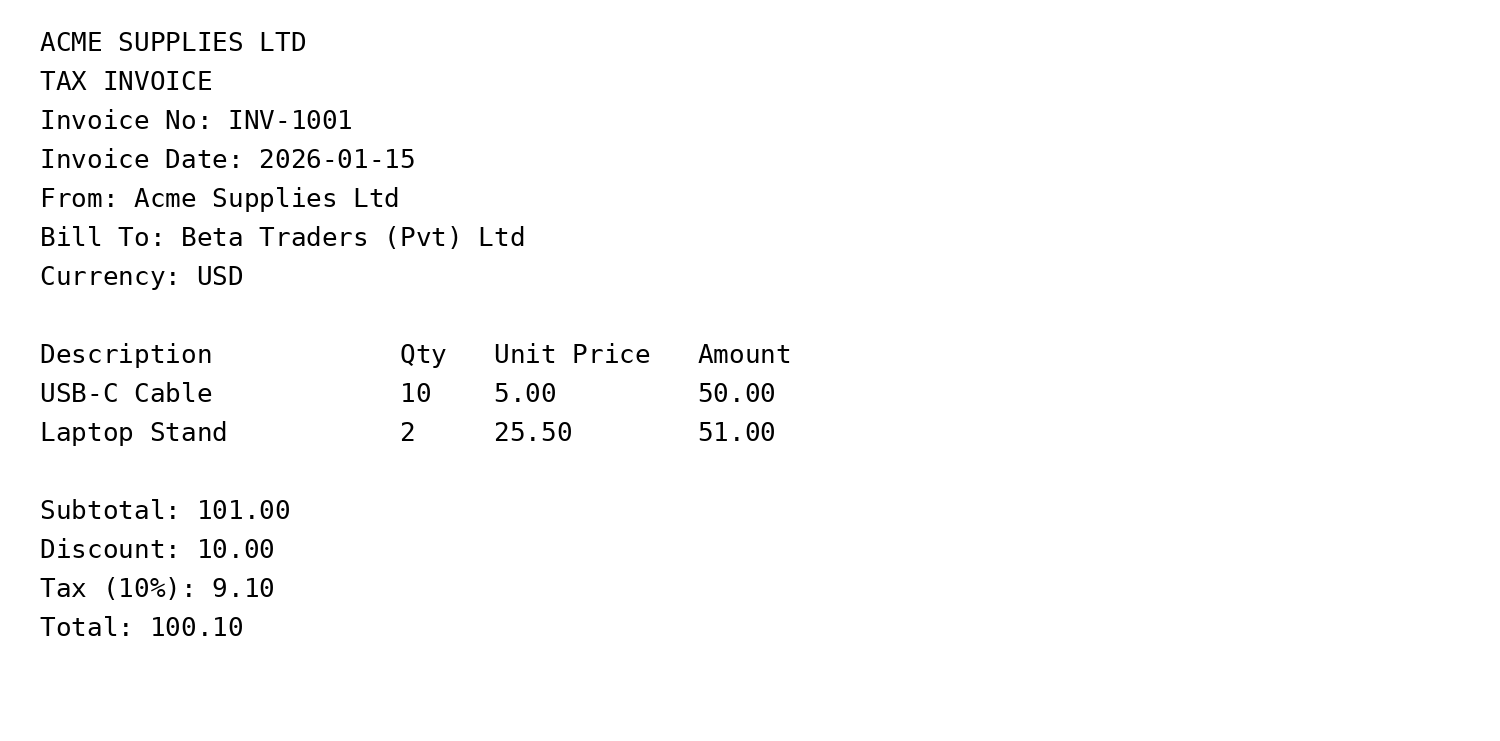 ACME SUPPLIES LTD
TAX INVOICE
Invoice No: INV-1001
Invoice Date: 2026-01-15
From: Acme Supplies Ltd
Bill To: Beta Traders (Pvt) Ltd
Currency: USD
Description Qty Unit Price Amount
USB-C Cable 10 5.00 50.00
Laptop Stand 2 25.50 51.00
Subtotal: 101.00
Discount: 10.00
Tax (10%): 9.10
Total: 100.10